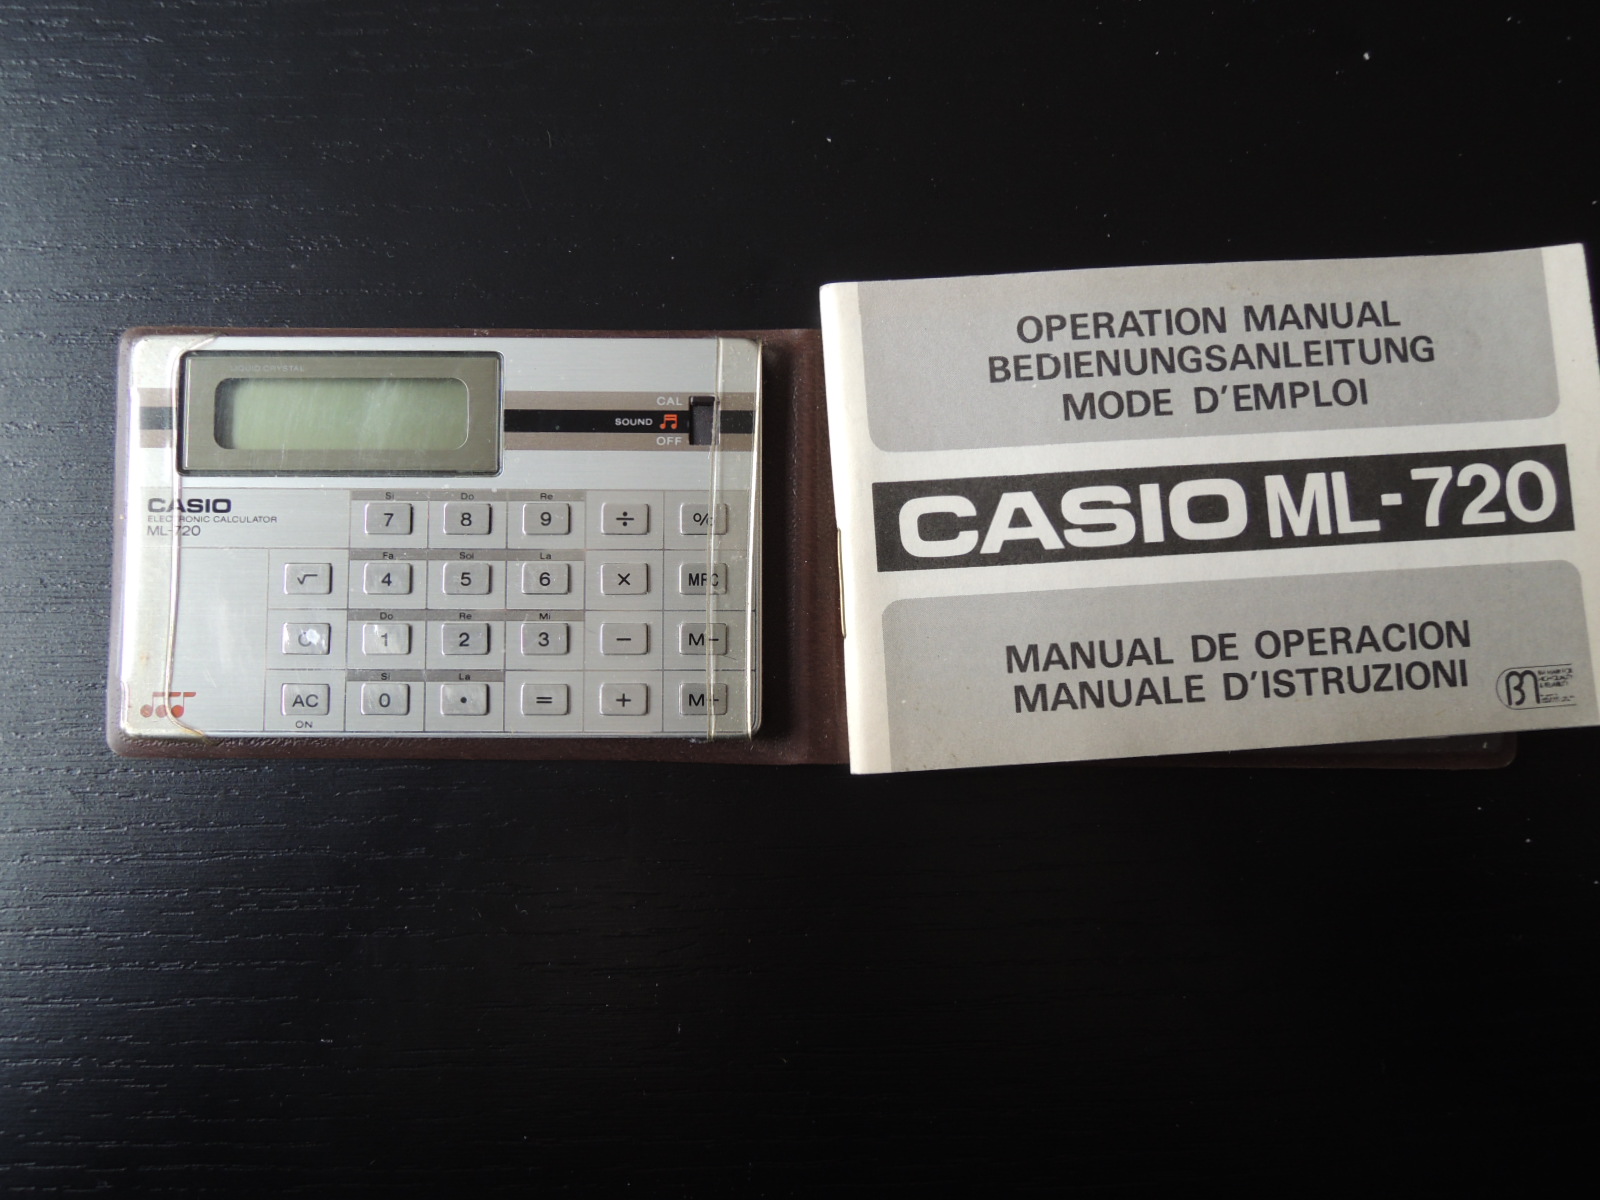 LIQUID CRYSTAL
CAL
SOUND
OFF
CASIO
ELECTRONIC CALCULATOR
ML-720
Si Do Re
7 8 9 ÷ %
Fa Sol La
√ 4 5 6 × MRC
Do Re Mi
C 1 2 3 − M−
Si La
AC 0 • = + M+
ON
OPERATION MANUAL
BEDIENUNGSANLEITUNG
MODE D'EMPLOI
CASIO ML-720
MANUAL DE OPERACION
MANUALE D'ISTRUZIONI